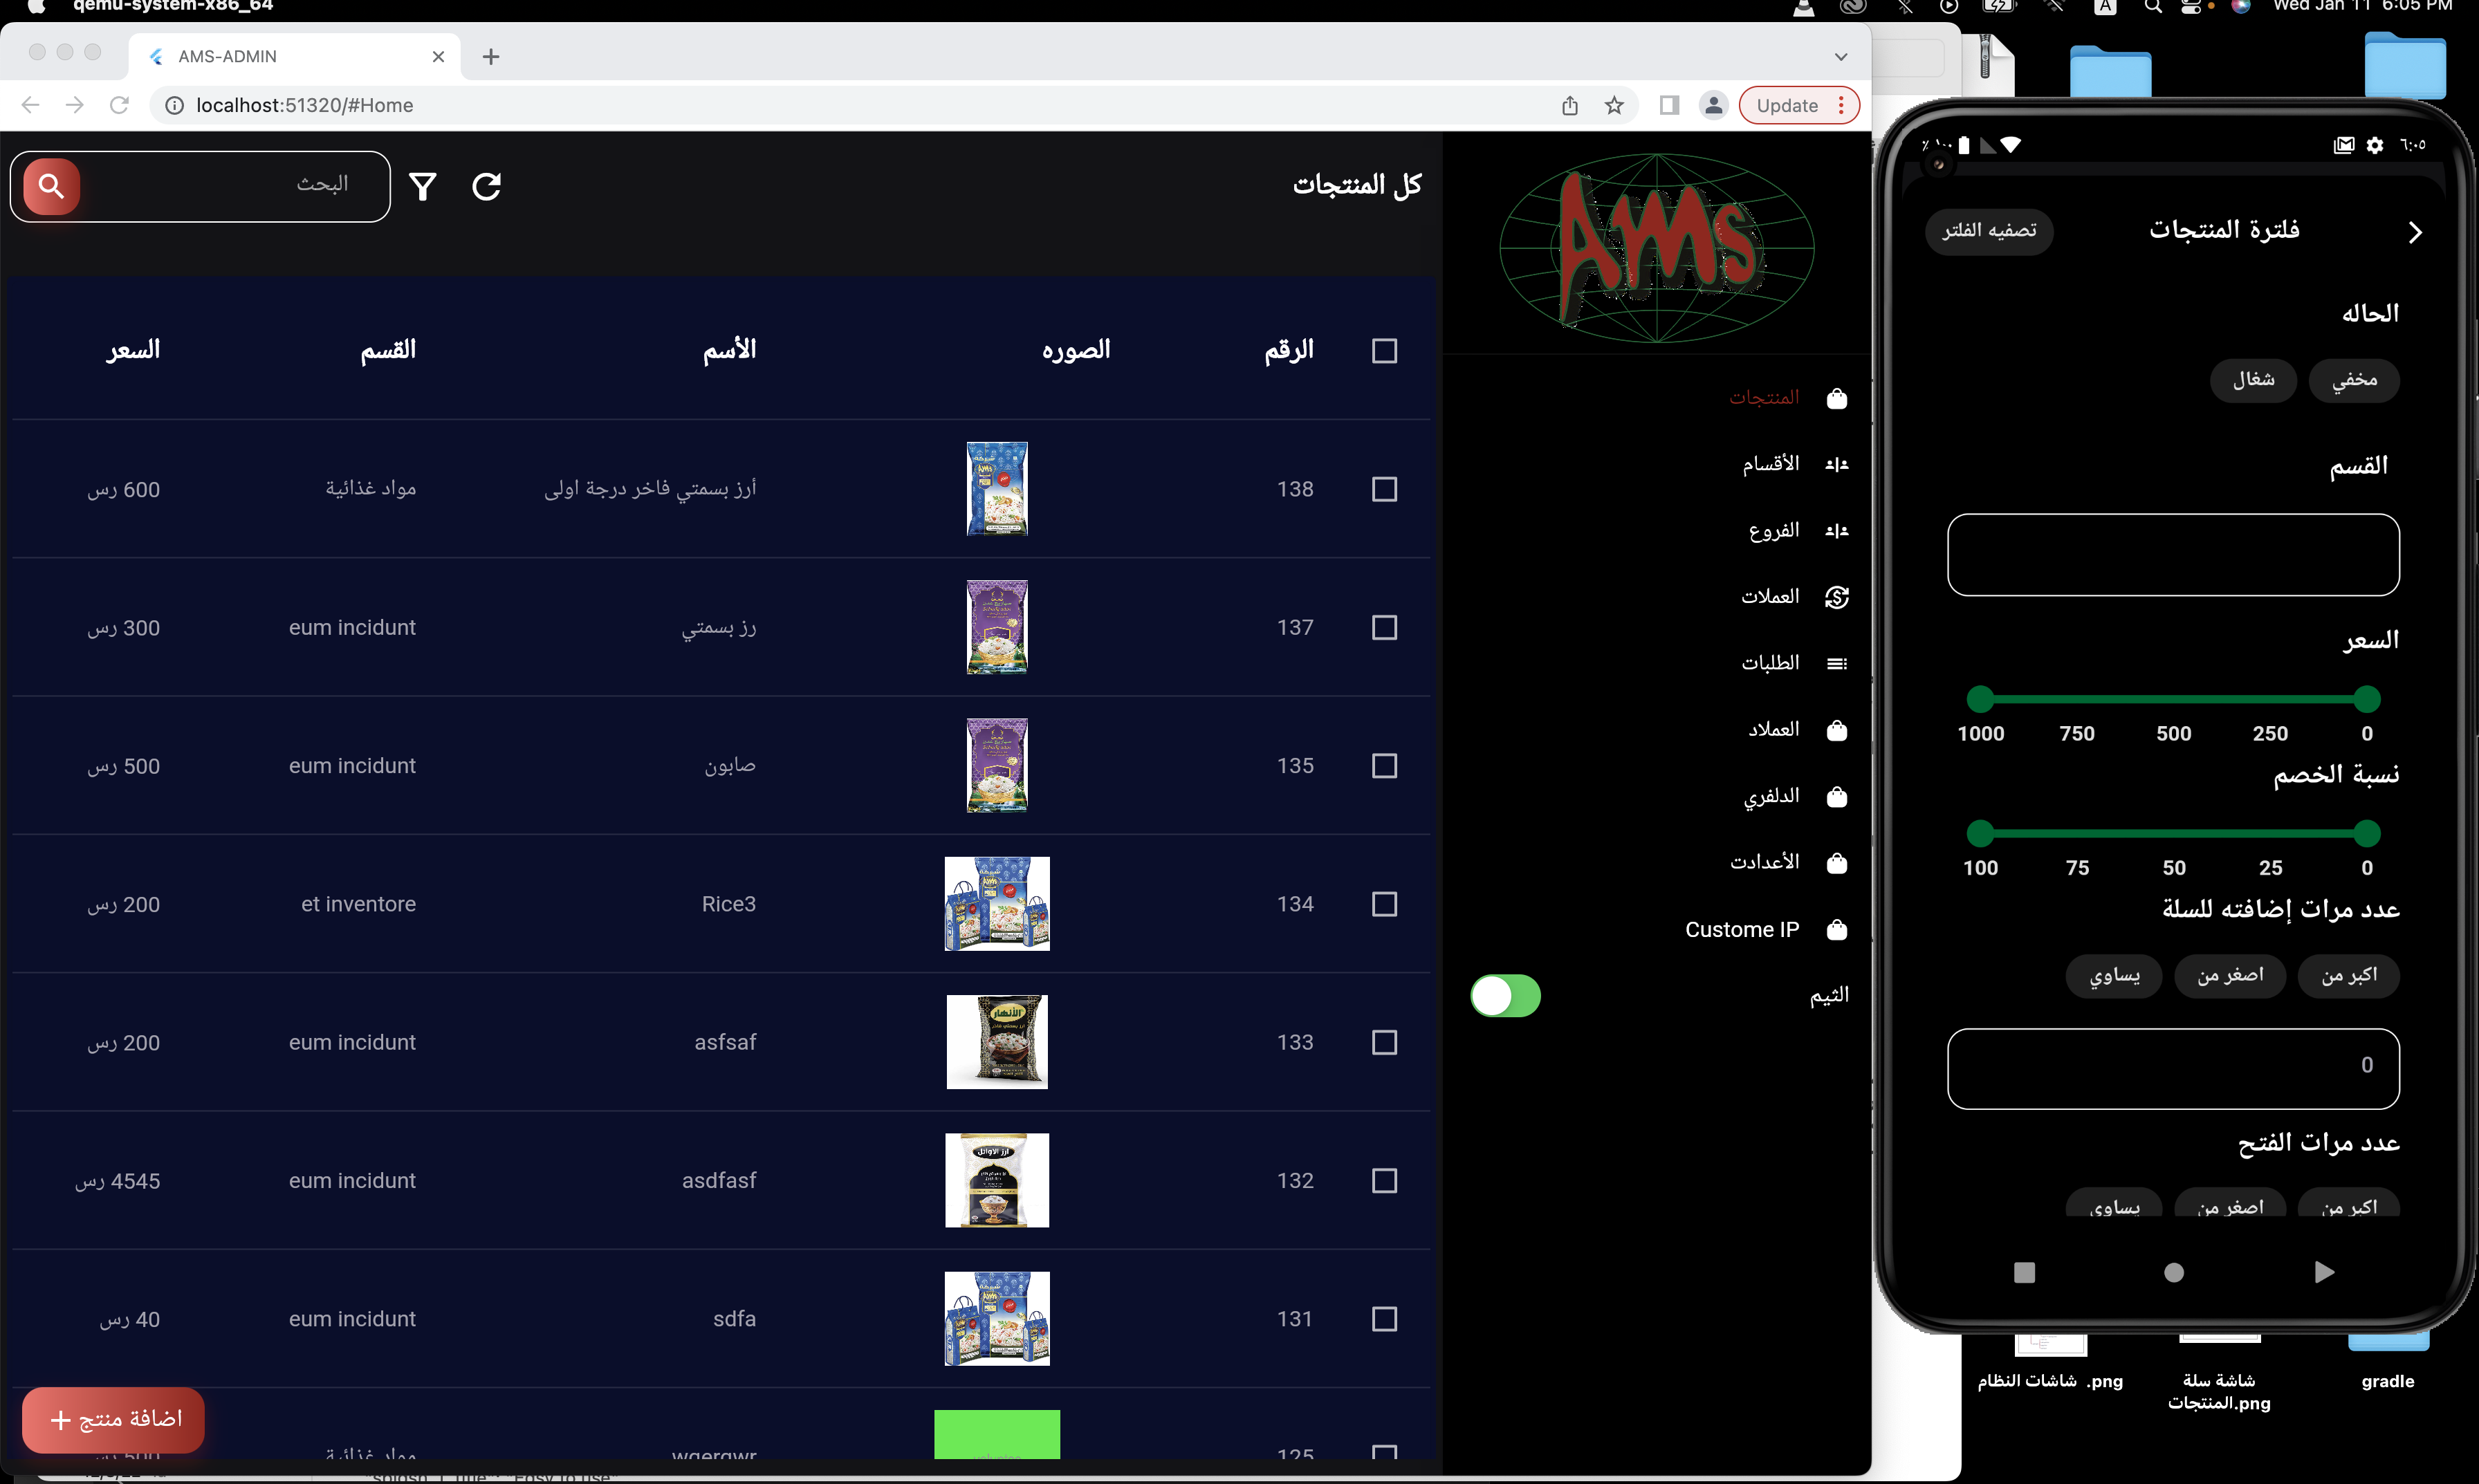 qemu-system-x86_64
Wed Jan 11 6:05 PM
AMS-ADMIN
localhost:51320/#Home
Update
البحث
كل المنتجات
الرقم الصوره الأسم القسم السعر
138 أرز بسمتي فاخر درجة اولى مواد غذائية 600 رس
137 رز بسمتي eum incidunt 300 رس
135 صابون eum incidunt 500 رس
134 Rice3 et inventore 200 رس
133 asfsaf eum incidunt 200 رس
132 asdfasf eum incidunt 4545 رس
131 sdfa eum incidunt 40 رس
125 wqerqwr مواد غذائية 500 رس
اضافة منتج +
Ams
المنتجات
الأقسام
الفروع
العملات
الطلبات
العملاد
الدلفري
الأعدادت
Custome IP
الثيم
٦:٠٥
٪١٠٠
فلترة المنتجات
تصفيه الفلتر
الحاله
مخفي شغال
القسم
السعر
0 250 500 750 1000
نسبة الخصم
0 25 50 75 100
عدد مرات إضافته للسلة
اكبر من اصغر من يساوي
0
عدد مرات الفتح
اكبر من اصغر من يساوي
شاشات النظام .png
شاشة سلة
المنتجات.png
gradle